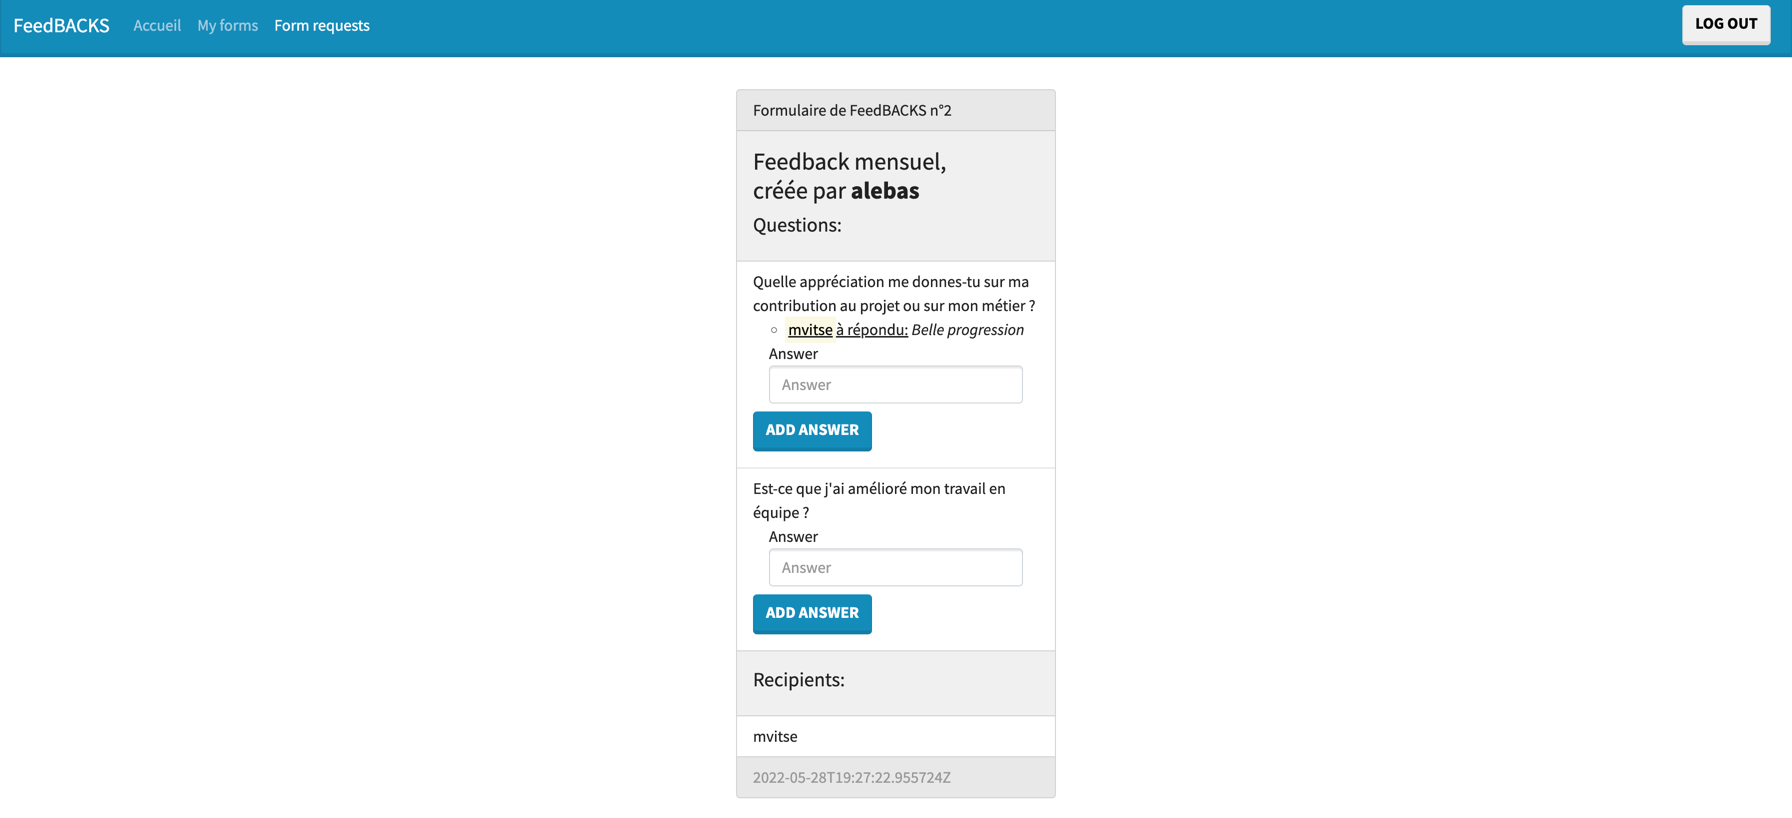 FeedBACKS Accueil My forms Form requests LOG OUT
Formulaire de FeedBACKS n°2
Feedback mensuel,
créée par alebas
Questions:
Quelle appréciation me donnes-tu sur ma
contribution au projet ou sur mon métier ?
mvitse à répondu: Belle progression
Answer
Answer
ADD ANSWER
Est-ce que j'ai amélioré mon travail en
équipe ?
Answer
Answer
ADD ANSWER
Recipients:
mvitse
2022-05-28T19:27:22.955724Z